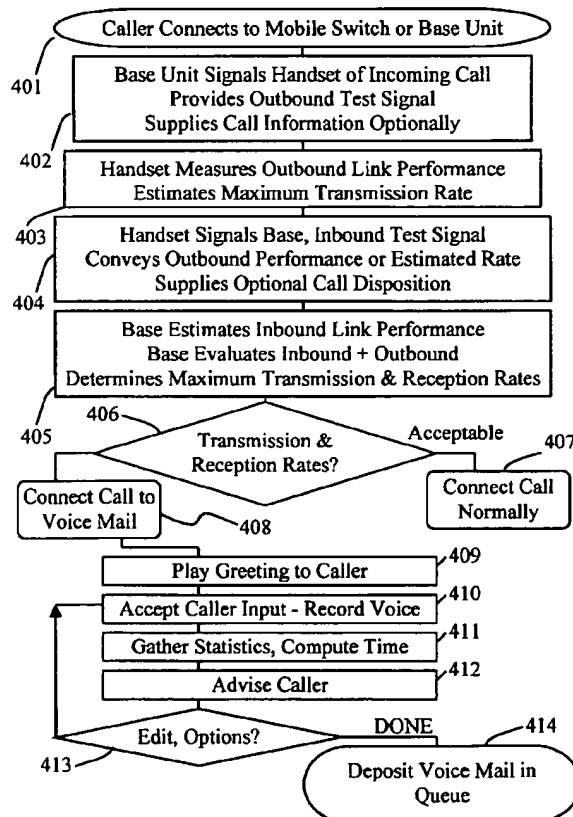 Caller Connects to Mobile Switch or Base Unit
401
Base Unit Signals Handset of Incoming Call
Provides Outbound Test Signal
Supplies Call Information Optionally
402
Handset Measures Outbound Link Performance
Estimates Maximum Transmission Rate
403
Handset Signals Base, Inbound Test Signal
Conveys Outbound Performance or Estimated Rate
Supplies Optional Call Disposition
404
Base Estimates Inbound Link Performance
Base Evaluates Inbound + Outbound
Determines Maximum Transmission & Reception Rates
405
406
Transmission &
Reception Rates?
Acceptable
407
Connect Call
Normally
Connect Call to
Voice Mail
408
409
Play Greeting to Caller
410
Accept Caller Input - Record Voice
411
Gather Statistics, Compute Time
412
Advise Caller
Edit, Options?
413
DONE
414
Deposit Voice Mail in
Queue